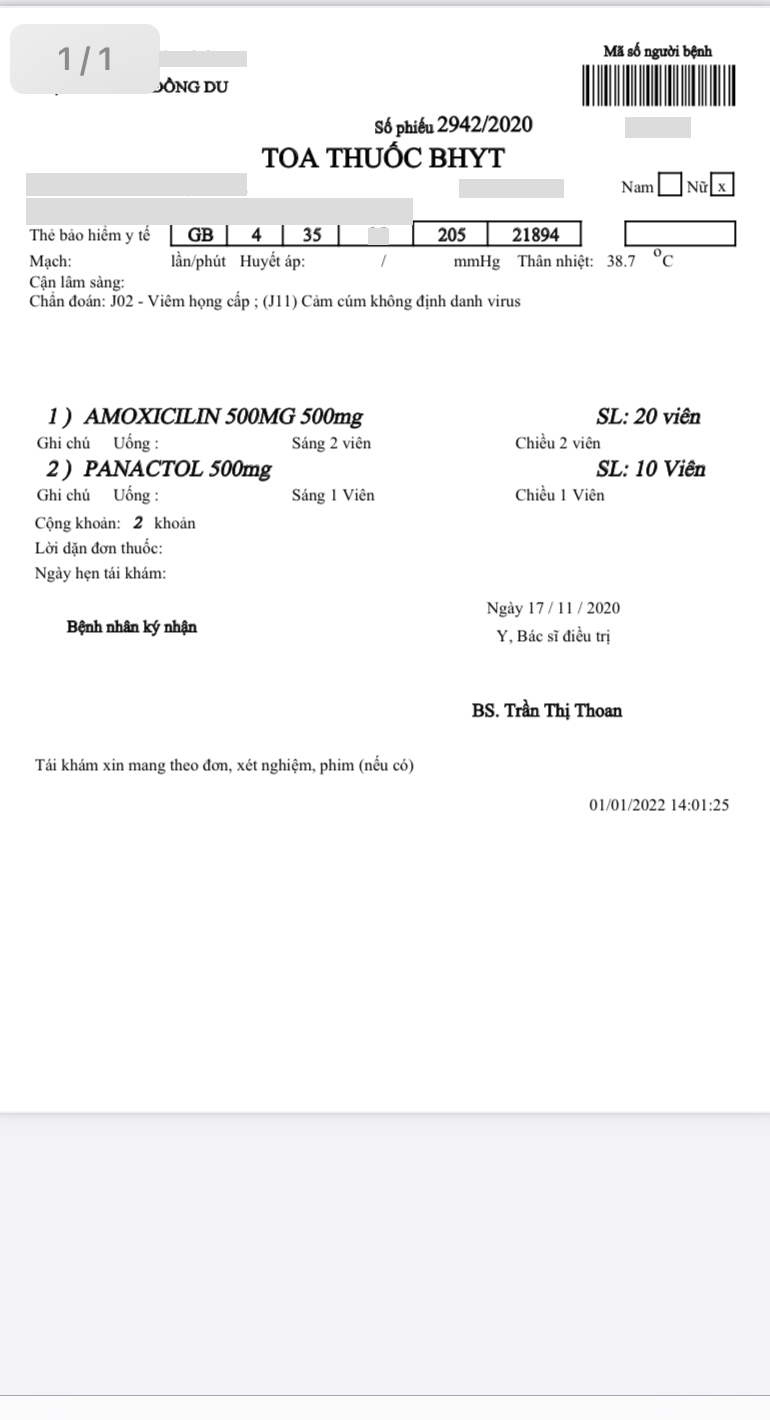 1/1
Mã số người bệnh
ĐÔNG DU
Số phiếu 2942/2020
TOA THUỐC BHYT
Nam Nữ x
Thẻ bảo hiểm y tế GB 4 35 205 21894
Mạch: lần/phút Huyết áp: / mmHg Thân nhiệt: 38.7 °C
Cận lâm sàng:
Chẩn đoán: J02 - Viêm họng cấp ; (J11) Cảm cúm không định danh virus
1 ) AMOXICILIN 500MG 500mg SL: 20 viên
Ghi chú Uống : Sáng 2 viên Chiều 2 viên
2 ) PANACTOL 500mg SL: 10 Viên
Ghi chú Uống : Sáng 1 Viên Chiều 1 Viên
Cộng khoản: 2 khoản
Lời dặn đơn thuốc:
Ngày hẹn tái khám:
Ngày 17 / 11 / 2020
Bệnh nhân ký nhận
Y, Bác sĩ điều trị
BS. Trần Thị Thoan
Tái khám xin mang theo đơn, xét nghiệm, phim (nếu có)
01/01/2022 14:01:25